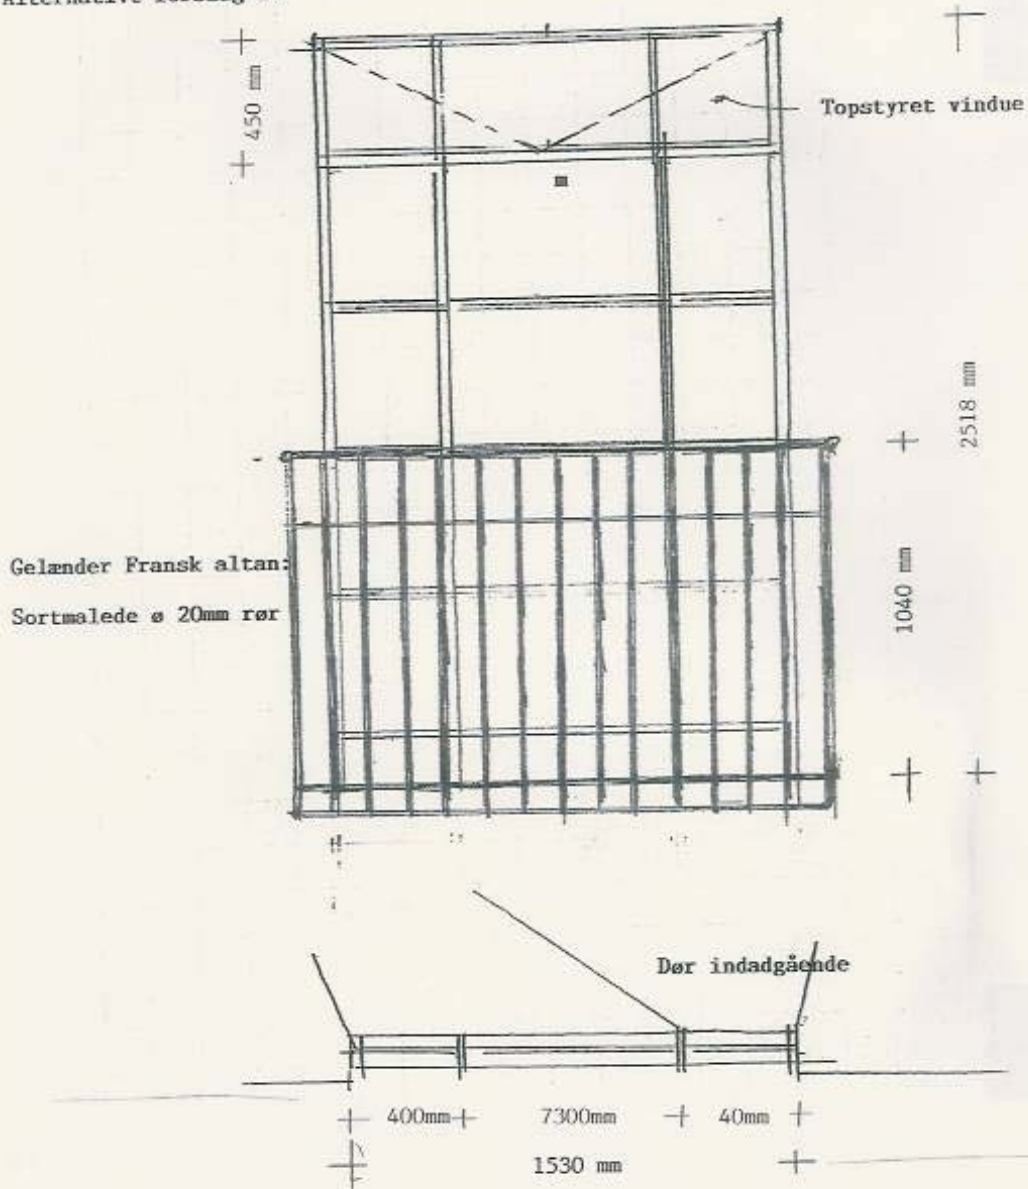 450 mm
Topstyret vindue
2518 mm
Gelænder Fransk altan:
Sortmalede ø 20mm rør
1040 mm
Dør indadgående
400mm
7300mm
40mm
1530 mm